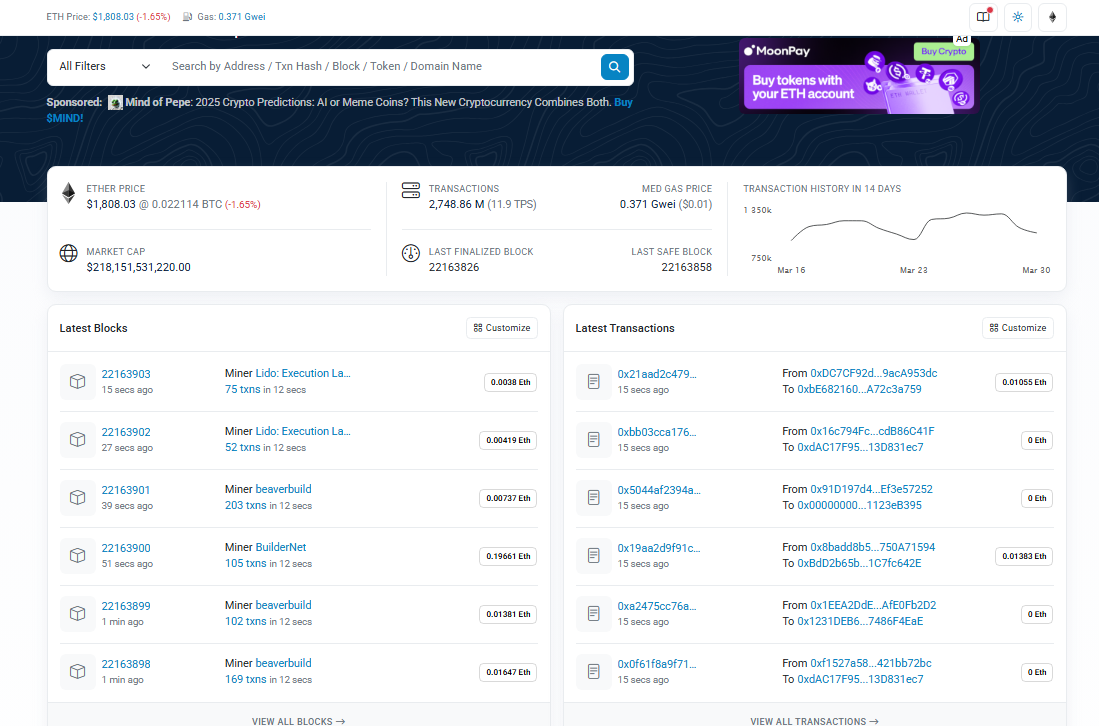 ETH Price: $1,808.03 (-1.65%) Gas: 0.371 Gwei
Ad
All Filters Search by Address / Txn Hash / Block / Token / Domain Name
MoonPay Buy Crypto
Buy tokens with
your ETH account
Sponsored: Mind of Pepe: 2025 Crypto Predictions: AI or Meme Coins? This New Cryptocurrency Combines Both. Buy
$MIND!
ETHER PRICE
$1,808.03 @ 0.022114 BTC (-1.65%)
MARKET CAP
$218,151,531,220.00
TRANSACTIONS MED GAS PRICE
2,748.86 M (11.9 TPS) 0.371 Gwei ($0.01)
LAST FINALIZED BLOCK LAST SAFE BLOCK
22163826 22163858
TRANSACTION HISTORY IN 14 DAYS
1 350k
750k
Mar 16 Mar 23 Mar 30
Latest Blocks Customize
22163903 Miner Lido: Execution La... 0.0038 Eth
15 secs ago 75 txns in 12 secs
22163902 Miner Lido: Execution La... 0.00419 Eth
27 secs ago 52 txns in 12 secs
22163901 Miner beaverbuild 0.00737 Eth
39 secs ago 203 txns in 12 secs
22163900 Miner BuilderNet 0.19661 Eth
51 secs ago 105 txns in 12 secs
22163899 Miner beaverbuild 0.01381 Eth
1 min ago 102 txns in 12 secs
22163898 Miner beaverbuild 0.01647 Eth
1 min ago 169 txns in 12 secs
VIEW ALL BLOCKS →
Latest Transactions Customize
0x21aad2c479... From 0xDC7CF92d...9acA953dc 0.01055 Eth
15 secs ago To 0xbE682160...A72c3a759
0xbb03cca176... From 0x16c794Fc...cdB86C41F 0 Eth
15 secs ago To 0xdAC17F95...13D831ec7
0x5044af2394a... From 0x91D197d4...Ef3e57252 0 Eth
15 secs ago To 0x00000000...1123eB395
0x19aa2d9f91c... From 0x8badd8b5...750A71594 0.01383 Eth
15 secs ago To 0xBdD2b65b...1C7fc642E
0xa2475cc76a... From 0x1EEA2DdE...AfE0Fb2D2 0 Eth
15 secs ago To 0x1231DEB6...7486F4EaE
0x0f61f8a9f71... From 0xf1527a58...421bb72bc 0 Eth
15 secs ago To 0xdAC17F95...13D831ec7
VIEW ALL TRANSACTIONS →